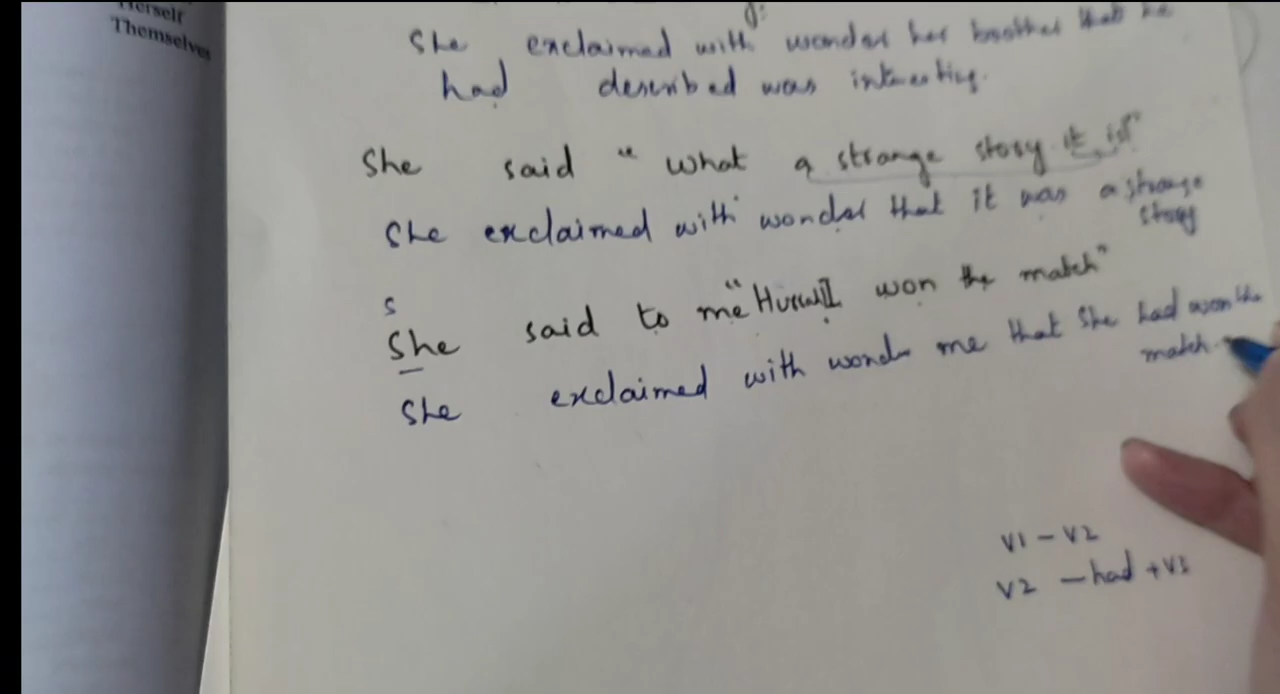 Herself
Themselves
g:
She exclaimed with wonder her brother that he
had described was interesting.
She said " what a strange story it is"
She exclaimed with wonder that it was a strange
story
S
She said to me "Hurrah! I won the match"
She exclaimed with wonder me that she had won the
match.
V1 - V2
V2 - had + V3